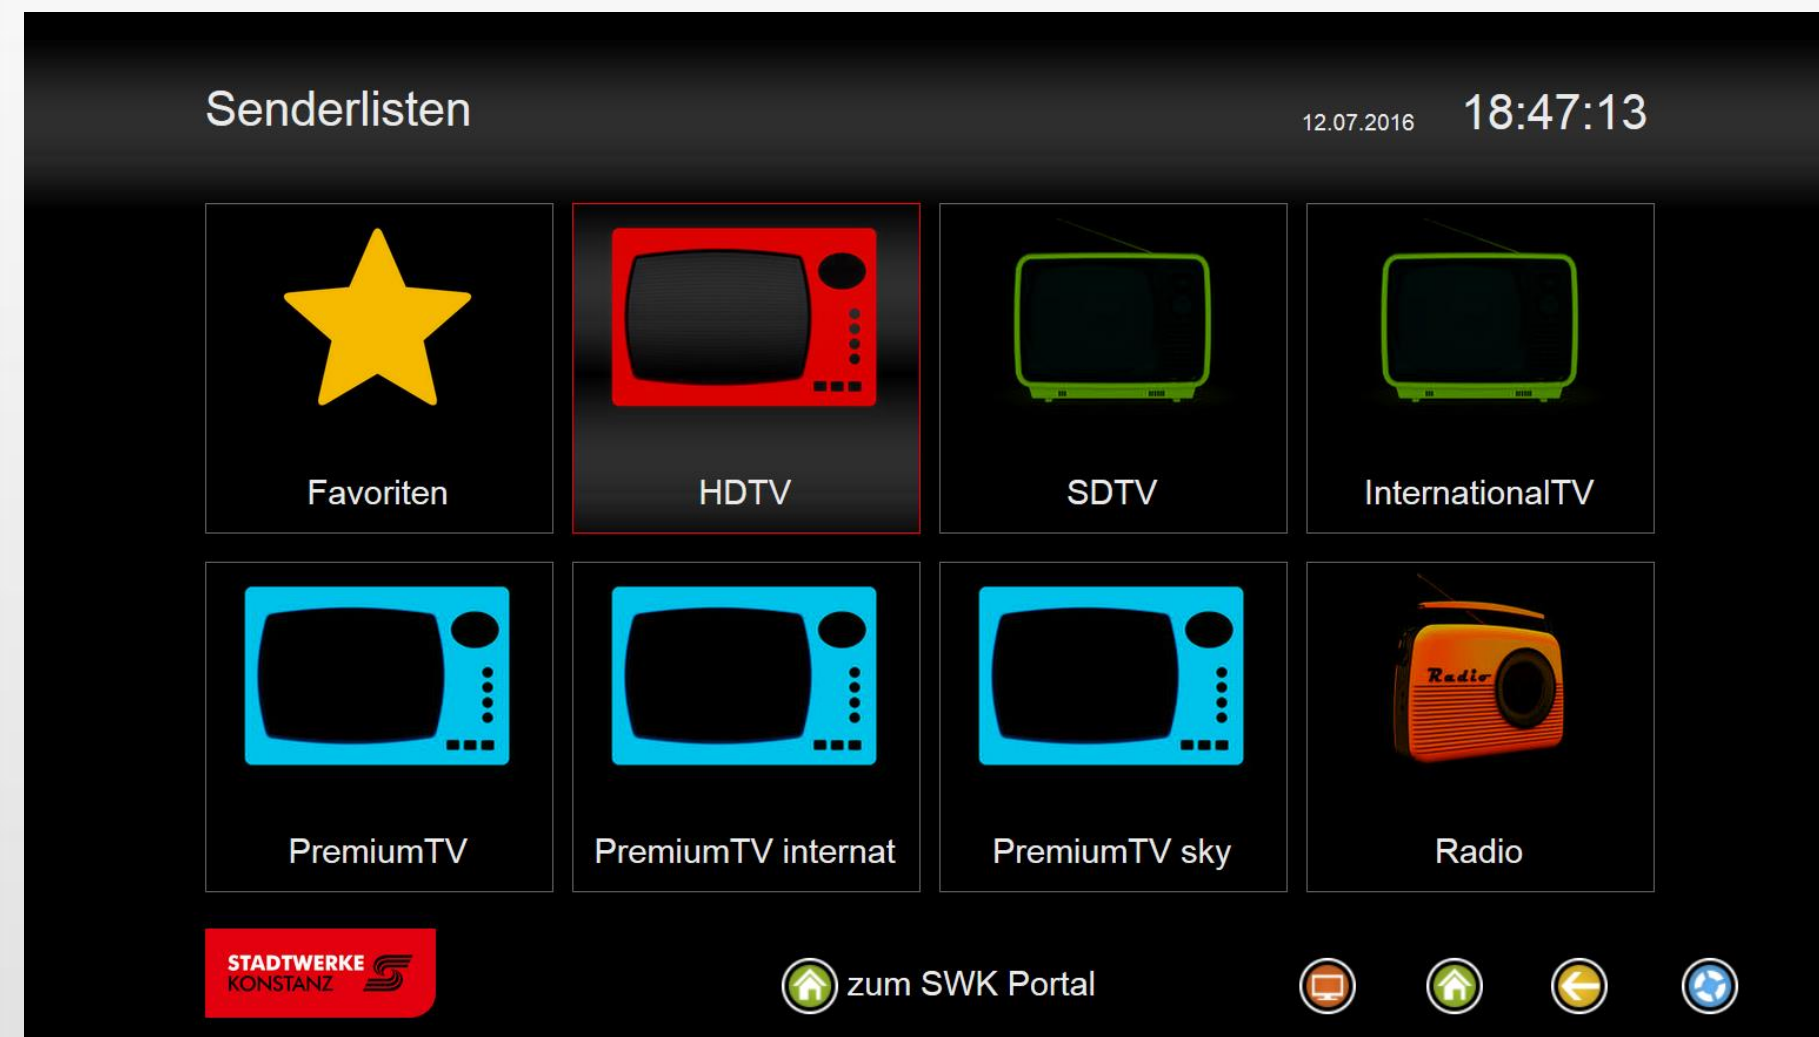 Senderlisten
12.07.2016 18:47:13
Favoriten
HDTV
SDTV
InternationalTV
Radio
PremiumTV
PremiumTV internat
PremiumTV sky
Radio
STADTWERKE
KONSTANZ
zum SWK Portal